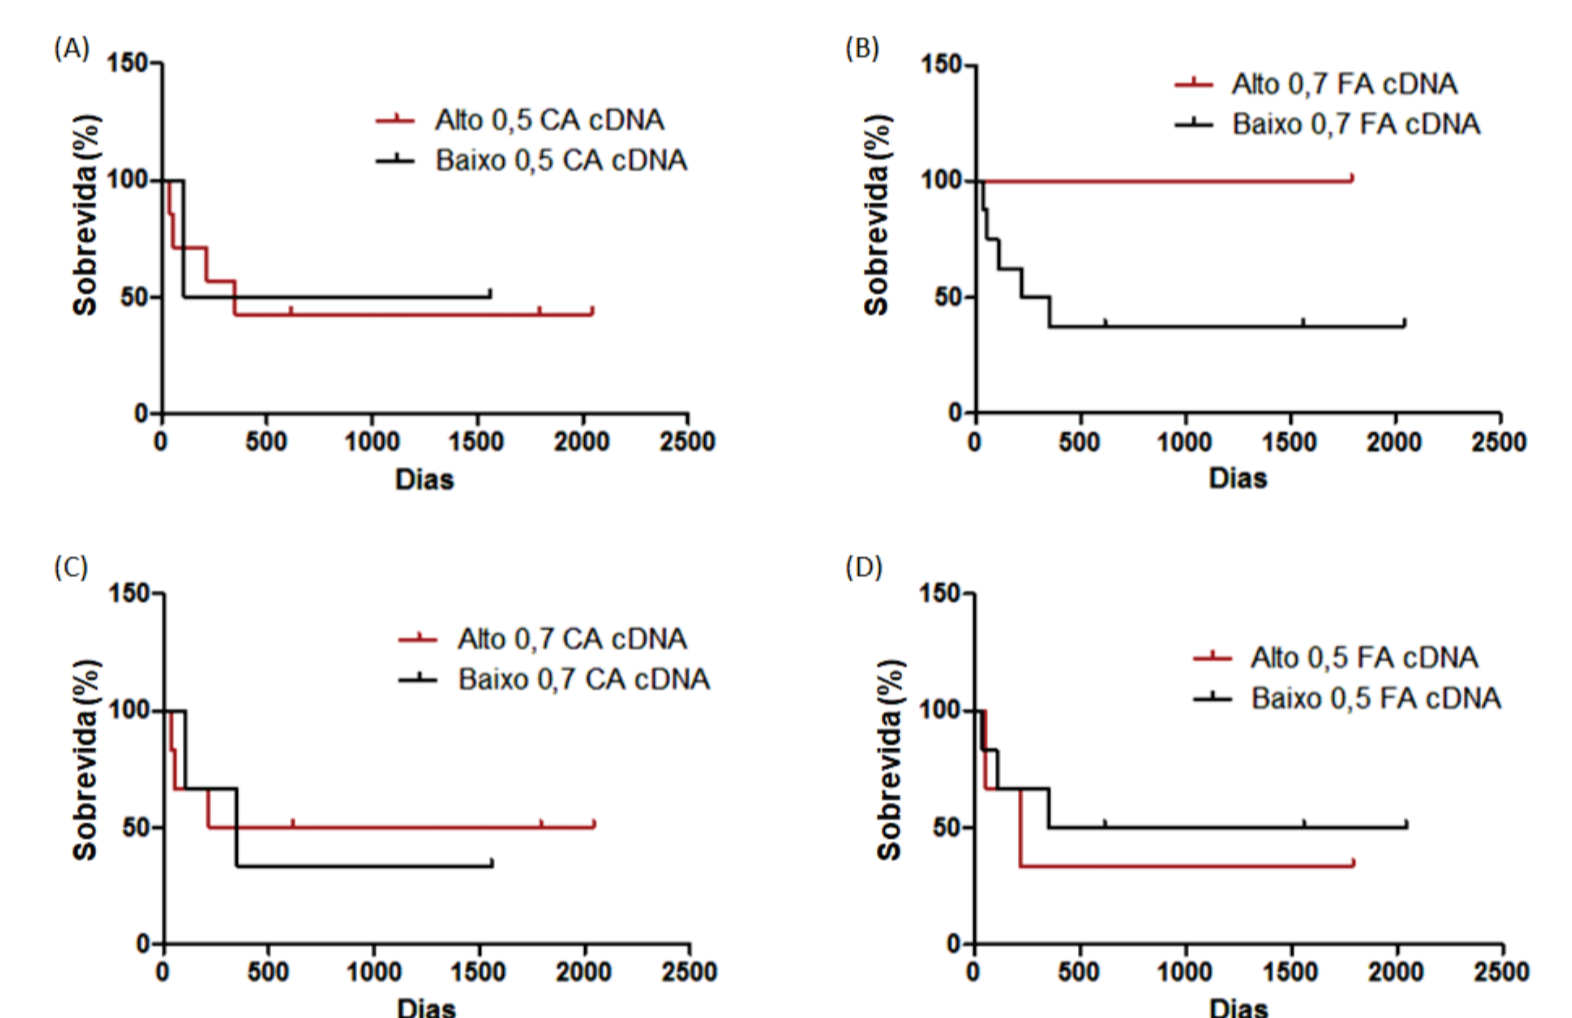 (A)
150
100
50
0
Sobrevida (%)
Alto 0,5 CA cDNA
Baixo 0,5 CA cDNA
0 500 1000 1500 2000 2500
Dias
(B)
150
100
50
0
Sobrevida (%)
Alto 0,7 FA cDNA
Baixo 0,7 FA cDNA
0 500 1000 1500 2000 2500
Dias
(C)
150
100
50
0
Sobrevida (%)
Alto 0,7 CA cDNA
Baixo 0,7 CA cDNA
0 500 1000 1500 2000 2500
Dias
(D)
150
100
50
0
Sobrevida (%)
Alto 0,5 FA cDNA
Baixo 0,5 FA cDNA
0 500 1000 1500 2000 2500
Dias